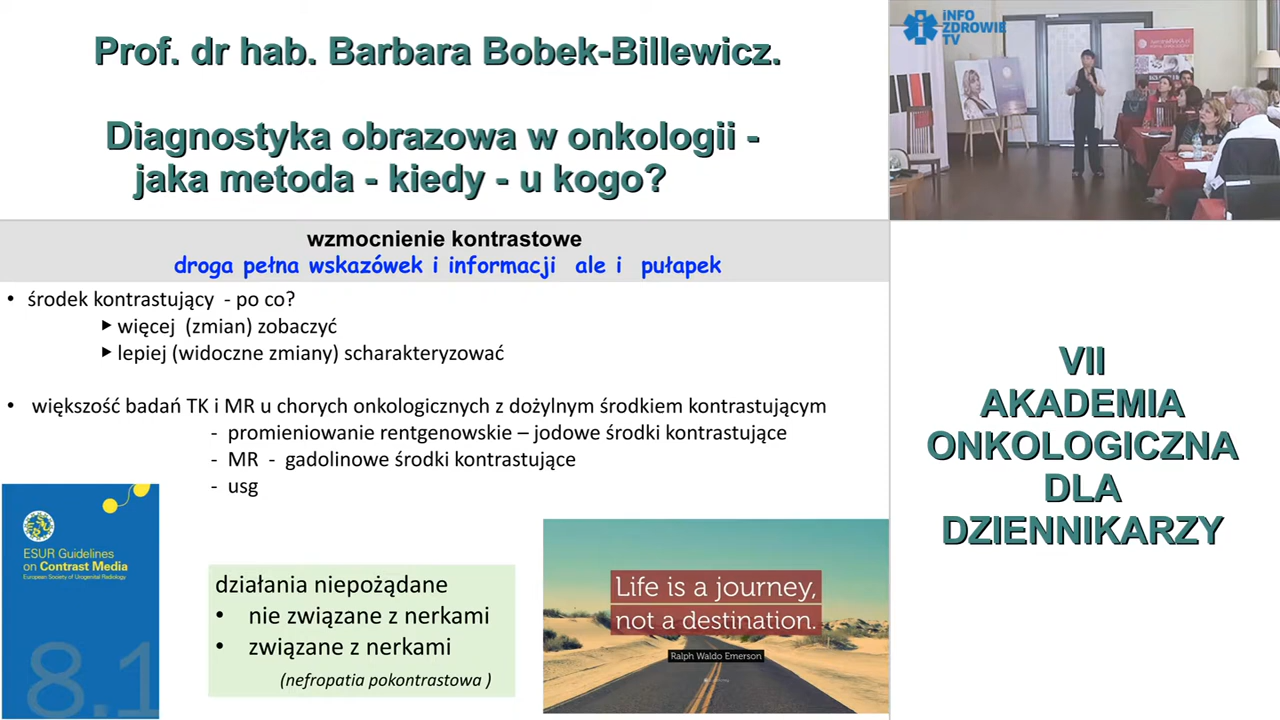 Prof. dr hab. Barbara Bobek-Billewicz.
Diagnostyka obrazowa w onkologii -
jaka metoda - kiedy - u kogo?
iNFO
ZDROWIE
TV
wzmocnienie kontrastowe
droga pełna wskazówek i informacji ale i pułapek
• środek kontrastujący - po co?
▶ więcej (zmian) zobaczyć
▶ lepiej (widoczne zmiany) scharakteryzować
• większość badań TK i MR u chorych onkologicznych z dożylnym środkiem kontrastującym
- promieniowanie rentgenowskie – jodowe środki kontrastujące
- MR - gadolinowe środki kontrastujące
- usg
ESUR Guidelines
on Contrast Media
European Society of Urogenital Radiology
8.1
działania niepożądane
• nie związane z nerkami
• związane z nerkami
(nefropatia pokontrastowa )
Life is a journey,
not a destination.
Ralph Waldo Emerson
VII
AKADEMIA
ONKOLOGICZNA
DLA
DZIENNIKARZY